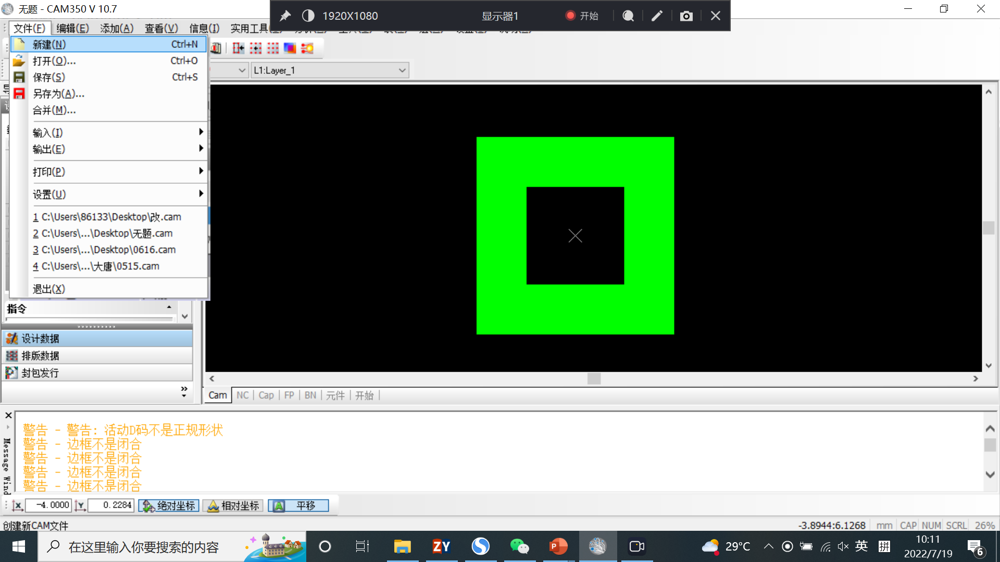 无题 - CAM350 V 10.7
1920X1080
显示器1
开始
文件(F) 编辑(E) 添加(A) 查看(V) 信息(I) 实用工具
新建(N) Ctrl+N
打开(O)... Ctrl+O
保存(S) Ctrl+S
另存为(A)...
合并(M)...
输入(I)
输出(E)
打印(P)
设置(U)
1 C:\Users\86133\Desktop\改.cam
2 C:\Users\...\Desktop\无题.cam
3 C:\Users\...\Desktop\0616.cam
4 C:\Users\...\大唐\0515.cam
退出(X)
L1:Layer_1
指令
设计数据
排版数据
封包发行
Cam NC Cap FP BN 元件 开始
警告 - 警告: 活动D码不是正规形状
警告 - 边框不是闭合
警告 - 边框不是闭合
警告 - 边框不是闭合
警告 - 边框不是闭合
Message Wind
X -4.0000 Y 0.2284 绝对坐标 相对坐标 平移
创建新CAM文件
-3.8944:6.1268 mm CAP NUM SCRL 26%
在这里输入你要搜索的内容
ZY
P
29°C
英
拼
10:11
2022/7/19
6